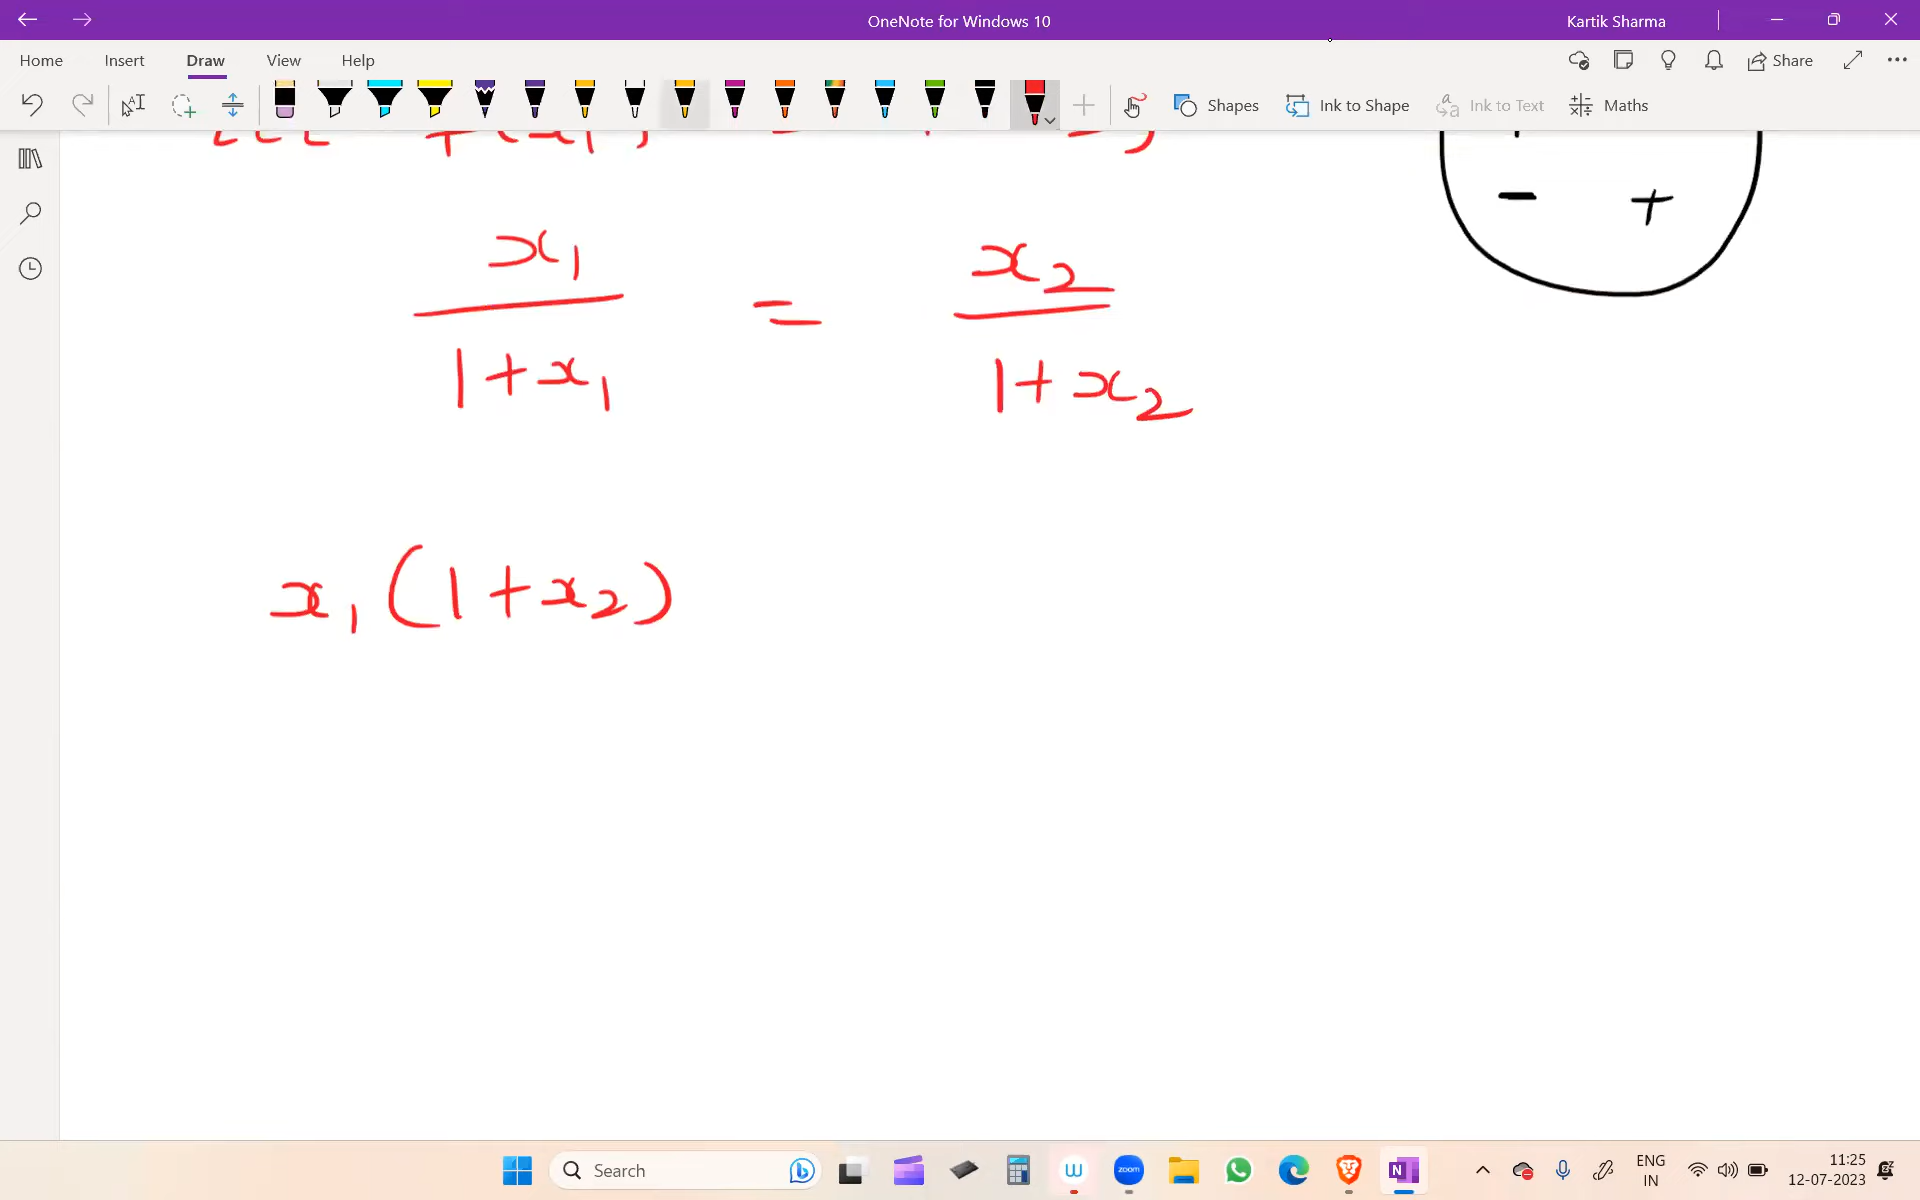 OneNote for Windows 10
Kartik Sharma
Home Insert Draw View Help
Share
Shapes Ink to Shape Ink to Text Maths
- +
x₁ / 1+x₁ = x₂ / 1+x₂
x₁(1+x₂)
Search
zoom
ENG
IN
11:25
12-07-2023